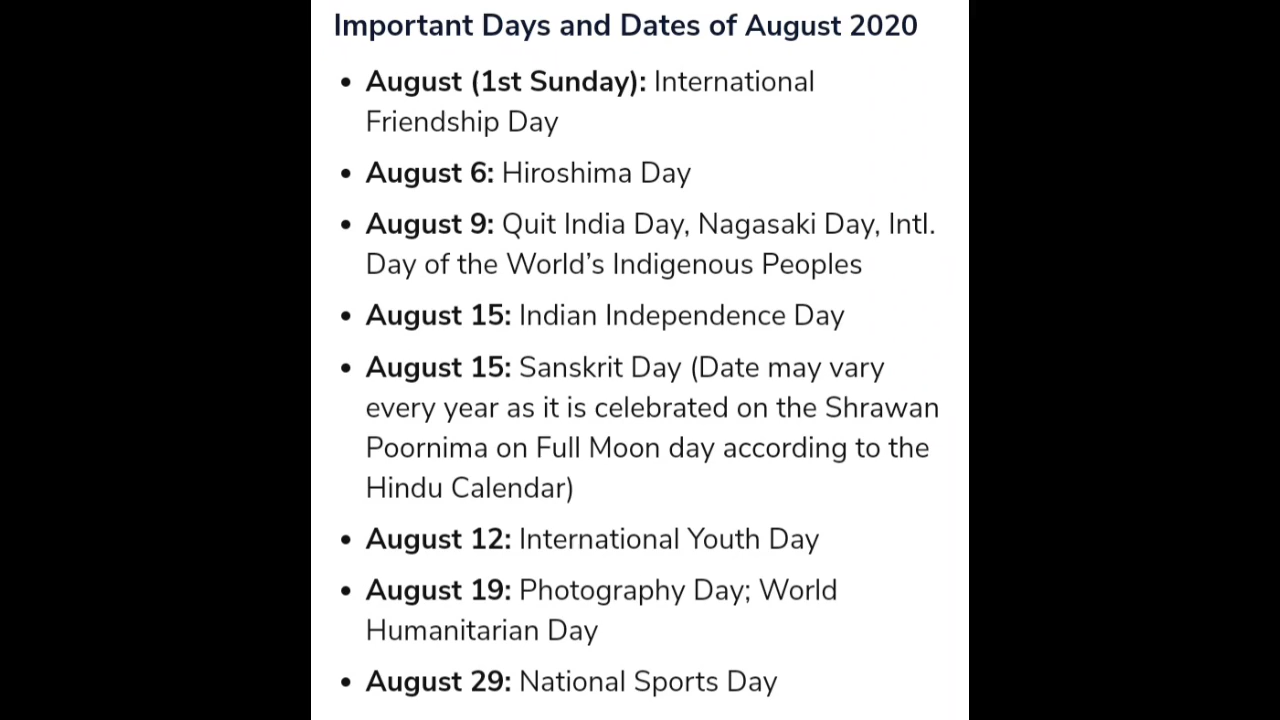 Important Days and Dates of August 2020
• August (1st Sunday): International
Friendship Day
• August 6: Hiroshima Day
• August 9: Quit India Day, Nagasaki Day, Intl.
Day of the World’s Indigenous Peoples
• August 15: Indian Independence Day
• August 15: Sanskrit Day (Date may vary
every year as it is celebrated on the Shrawan
Poornima on Full Moon day according to the
Hindu Calendar)
• August 12: International Youth Day
• August 19: Photography Day; World
Humanitarian Day
• August 29: National Sports Day